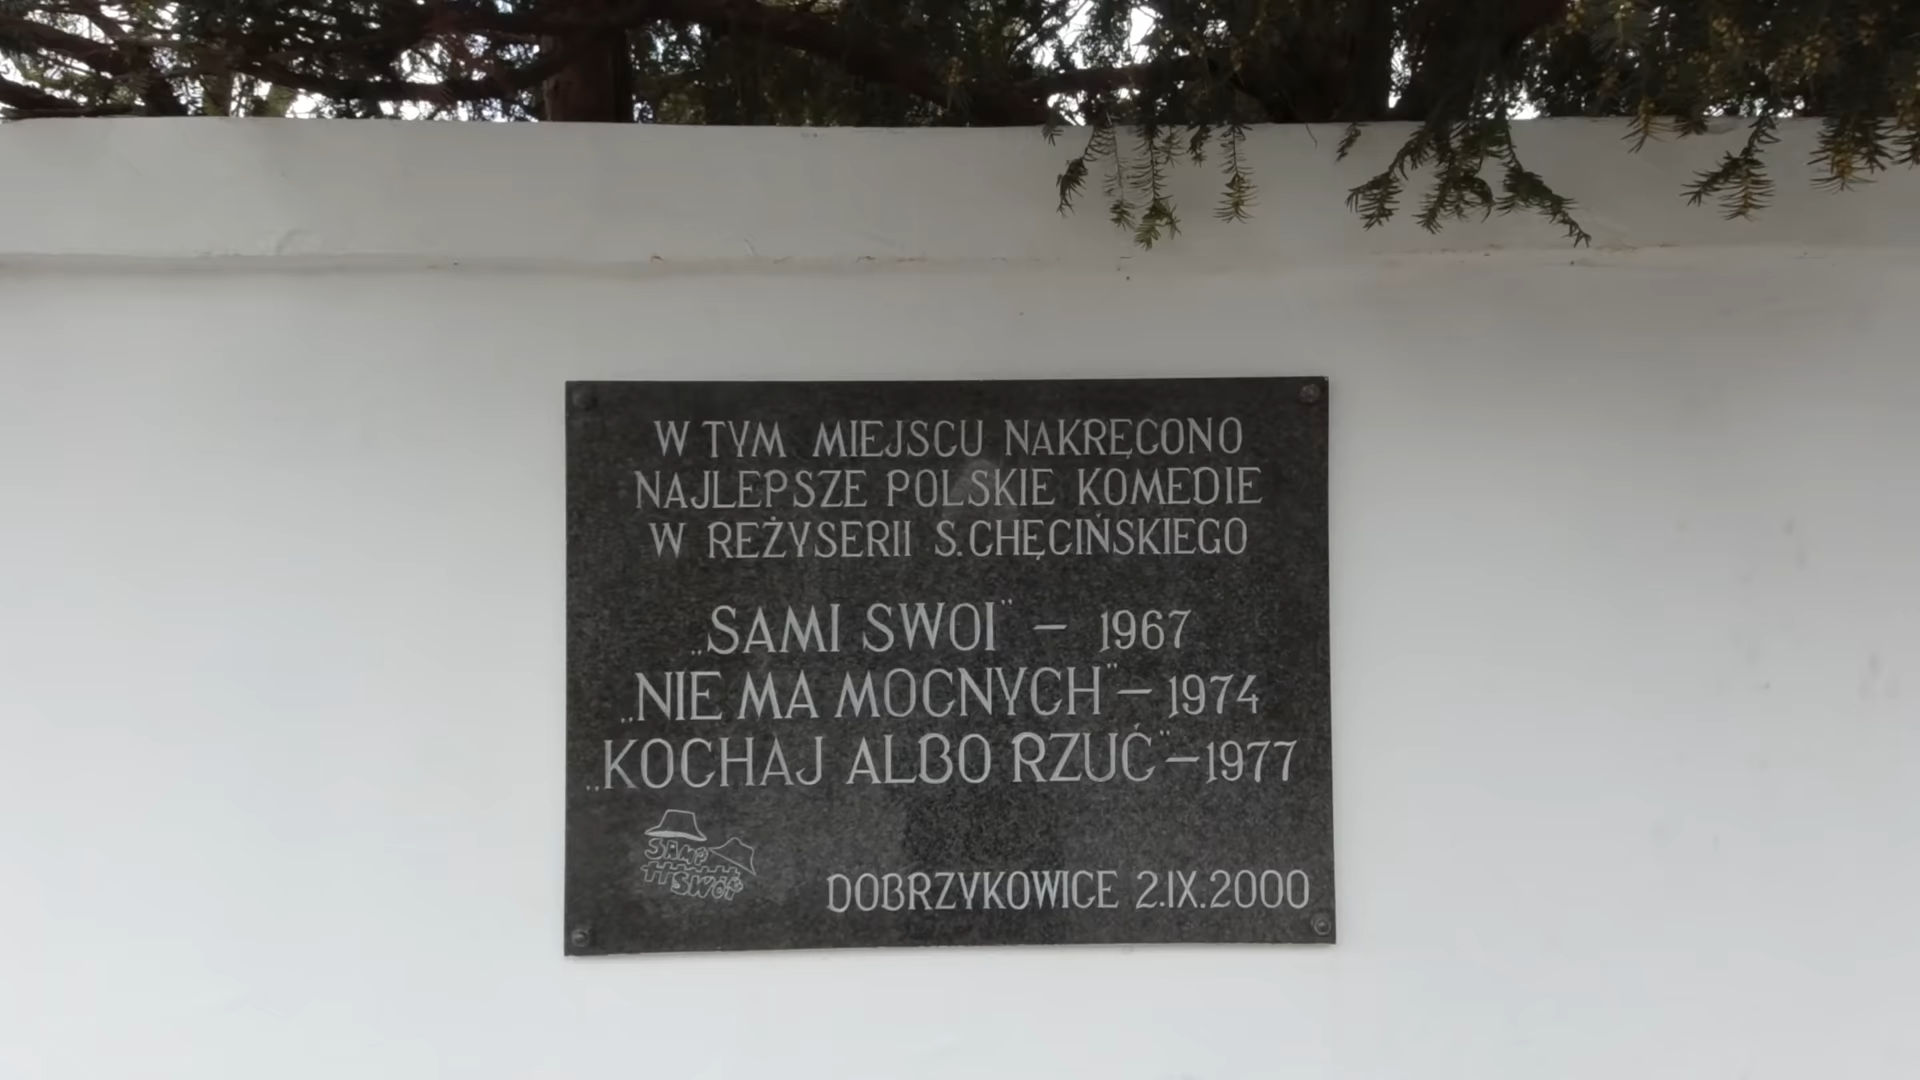 W TYM MIEJSCU NAKRĘCONO
NAJLEPSZE POLSKIE KOMEDIE
W REŻYSERII S.CHĘCIŃSKIEGO
„SAMI SWOI” – 1967
„NIE MA MOCNYCH” – 1974
„KOCHAJ ALBO RZUĆ” – 1977
SAMI
SWOI
DOBRZYKOWICE 2.IX.2000